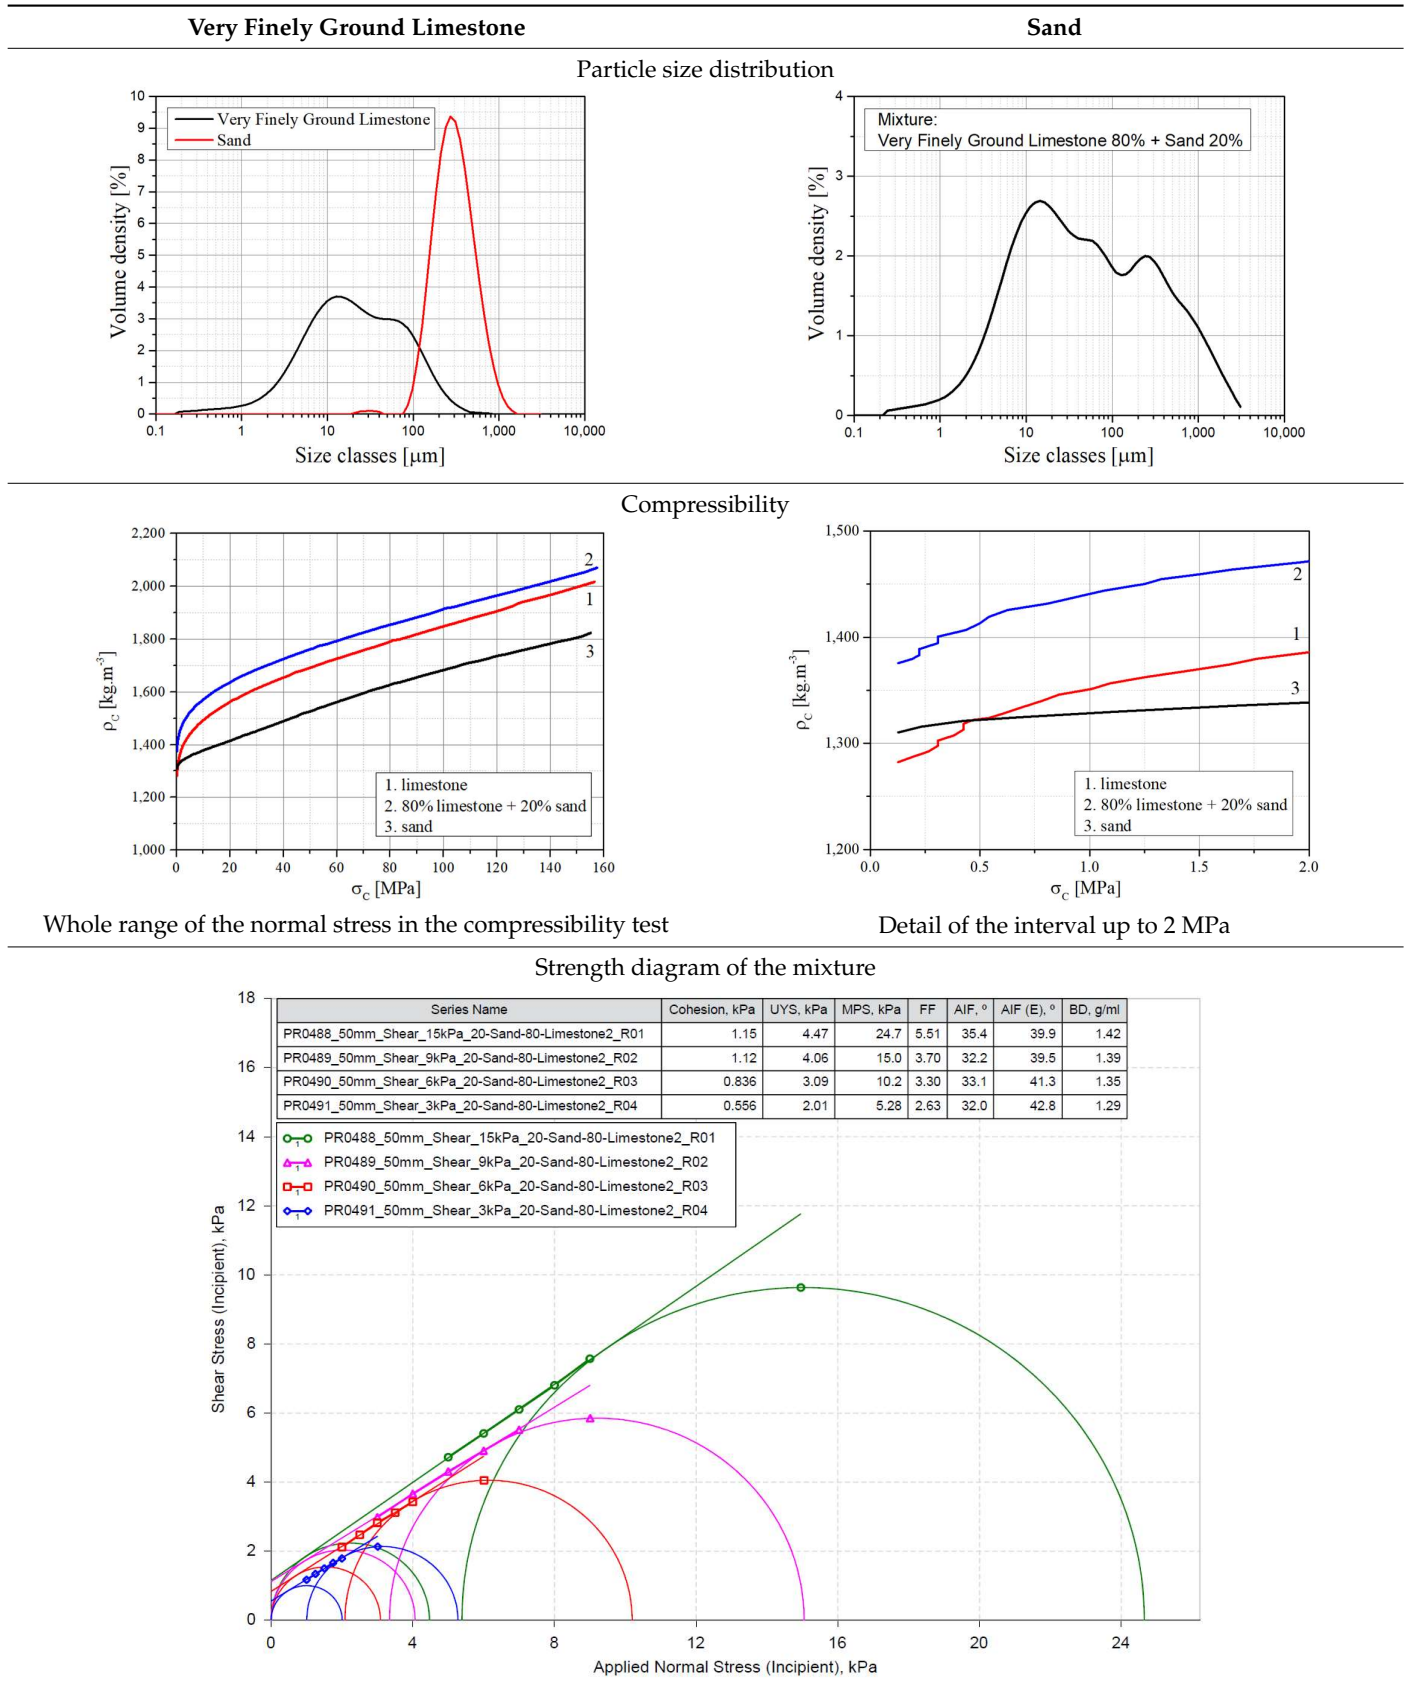 Very Finely Ground Limestone
Sand
Particle size distribution
10
9
8
7
6
5
4
3
2
1
0
Volume density [%]
Very Finely Ground Limestone
Sand
0.1
1
10
100
1,000
10,000
Size classes [µm]
4
3
2
1
0
Volume density [%]
Mixture:
Very Finely Ground Limestone 80% + Sand 20%
0.1
1
10
100
1,000
10,000
Size classes [µm]
Compressibility
2,200
2,000
1,800
1,600
1,400
1,200
1,000
ρC [kg.m-3]
2
1
3
1. limestone
2. 80% limestone + 20% sand
3. sand
0
20
40
60
80
100
120
140
160
σC [MPa]
1,500
1,400
1,300
1,200
ρC [kg.m-3]
2
1
3
1. limestone
2. 80% limestone + 20% sand
3. sand
0.0
0.5
1.0
1.5
2.0
σC [MPa]
Whole range of the normal stress in the compressibility test
Detail of the interval up to 2 MPa
Strength diagram of the mixture
18
16
14
12
10
8
6
4
2
0
Shear Stress (Incipient), kPa
Series Name Cohesion, kPa UYS, kPa MPS, kPa FF AIF, º AIF (E), º BD, g/ml
PR0488_50mm_Shear_15kPa_20-Sand-80-Limestone2_R01 1.15 4.47 24.7 5.51 35.4 39.9 1.42
PR0489_50mm_Shear_9kPa_20-Sand-80-Limestone2_R02 1.12 4.06 15.0 3.70 32.2 39.5 1.39
PR0490_50mm_Shear_6kPa_20-Sand-80-Limestone2_R03 0.836 3.09 10.2 3.30 33.1 41.3 1.35
PR0491_50mm_Shear_3kPa_20-Sand-80-Limestone2_R04 0.556 2.01 5.28 2.63 32.0 42.8 1.29
1 PR0488_50mm_Shear_15kPa_20-Sand-80-Limestone2_R01
1 PR0489_50mm_Shear_9kPa_20-Sand-80-Limestone2_R02
1 PR0490_50mm_Shear_6kPa_20-Sand-80-Limestone2_R03
1 PR0491_50mm_Shear_3kPa_20-Sand-80-Limestone2_R04
0
4
8
12
16
20
24
Applied Normal Stress (Incipient), kPa